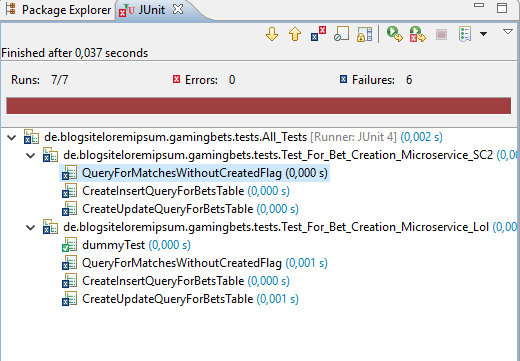 Package Explorer JUnit
Finished after 0,037 seconds
Runs: 7/7 Errors: 0 Failures: 6
de.blogsiteloremipsum.gamingbets.tests.All_Tests [Runner: JUnit 4] (0,002 s)
de.blogsiteloremipsum.gamingbets.tests.Test_For_Bet_Creation_Microservice_SC2 (0,000 s)
QueryForMatchesWithoutCreatedFlag (0,000 s)
CreateInsertQueryForBetsTable (0,000 s)
CreateUpdateQueryForBetsTable (0,000 s)
de.blogsiteloremipsum.gamingbets.tests.Test_For_Bet_Creation_Microservice_Lol (0,00
dummyTest (0,000 s)
QueryForMatchesWithoutCreatedFlag (0,001 s)
CreateInsertQueryForBetsTable (0,000 s)
CreateUpdateQueryForBetsTable (0,001 s)